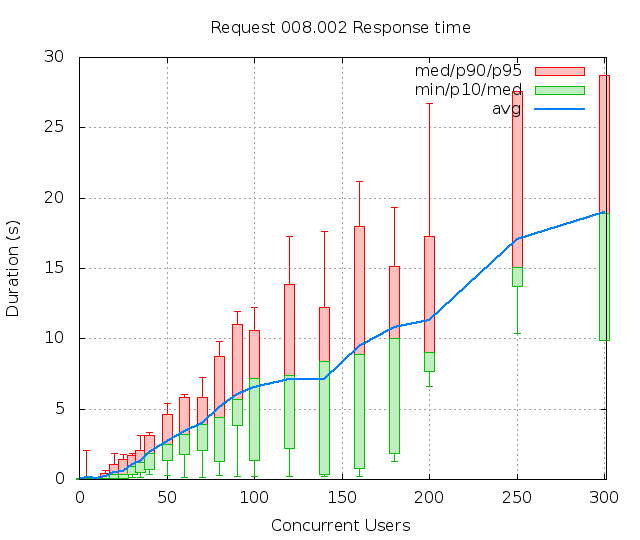 Request 008.002 Response time
30
25
20
15
10
5
0
0 50 100 150 200 250 300
Duration (s)
Concurrent Users
med/p90/p95
min/p10/med
avg